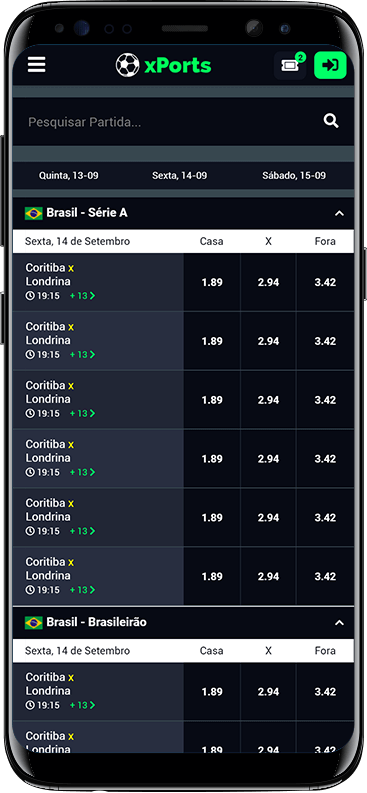 xPorts
2
Pesquisar Partida...
Quinta, 13-09 Sexta, 14-09 Sábado, 15-09
Brasil - Série A
Sexta, 14 de Setembro Casa X Fora
Coritiba x
Londrina 1.89 2.94 3.42
19:15 + 13
Coritiba x
Londrina 1.89 2.94 3.42
19:15 + 13
Coritiba x
Londrina 1.89 2.94 3.42
19:15 + 13
Coritiba x
Londrina 1.89 2.94 3.42
19:15 + 13
Coritiba x
Londrina 1.89 2.94 3.42
19:15 + 13
Coritiba x
Londrina 1.89 2.94 3.42
19:15 + 13
Brasil - Brasileirão
Sexta, 14 de Setembro Casa X Fora
Coritiba x
Londrina 1.89 2.94 3.42
19:15 + 13
Coritiba x
Londrina 1.89 2.94 3.42